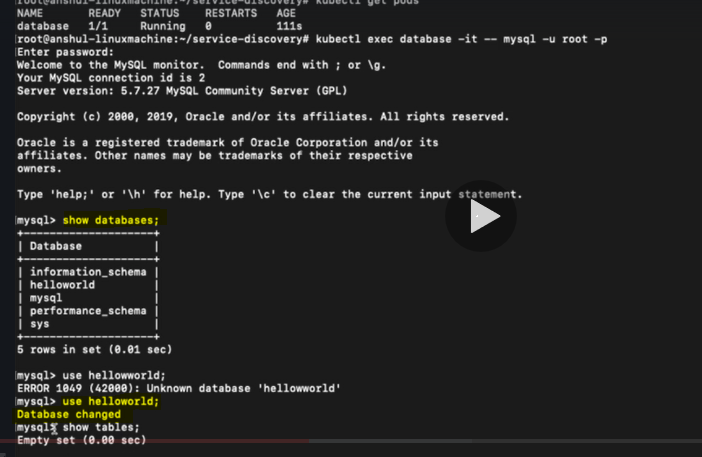 root@anshul-linuxmachine:~/service-discovery# kubectl get pods
NAME READY STATUS RESTARTS AGE
database 1/1 Running 0 111s
root@anshul-linuxmachine:~/service-discovery# kubectl exec database -it -- mysql -u root -p
Enter password:
Welcome to the MySQL monitor. Commands end with ; or \g.
Your MySQL connection id is 2
Server version: 5.7.27 MySQL Community Server (GPL)
Copyright (c) 2000, 2019, Oracle and/or its affiliates. All rights reserved.
Oracle is a registered trademark of Oracle Corporation and/or its
affiliates. Other names may be trademarks of their respective
owners.
Type 'help;' or '\h' for help. Type '\c' to clear the current input statement.
mysql> show databases;
+--------------------+
| Database |
+--------------------+
| information_schema |
| helloworld |
| mysql |
| performance_schema |
| sys |
+--------------------+
5 rows in set (0.01 sec)
mysql> use hellowworld;
ERROR 1049 (42000): Unknown database 'hellowworld'
mysql> use helloworld;
Database changed
mysql> show tables;
Empty set (0.00 sec)